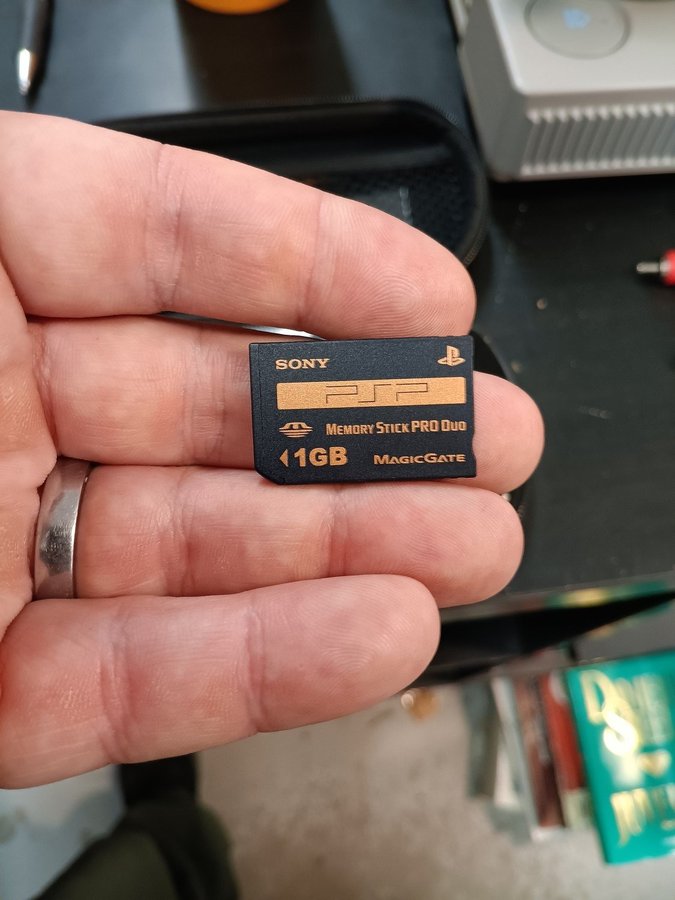 SONY
PSP
MEMORY STICK PRO DUO
1GB MAGICGATE